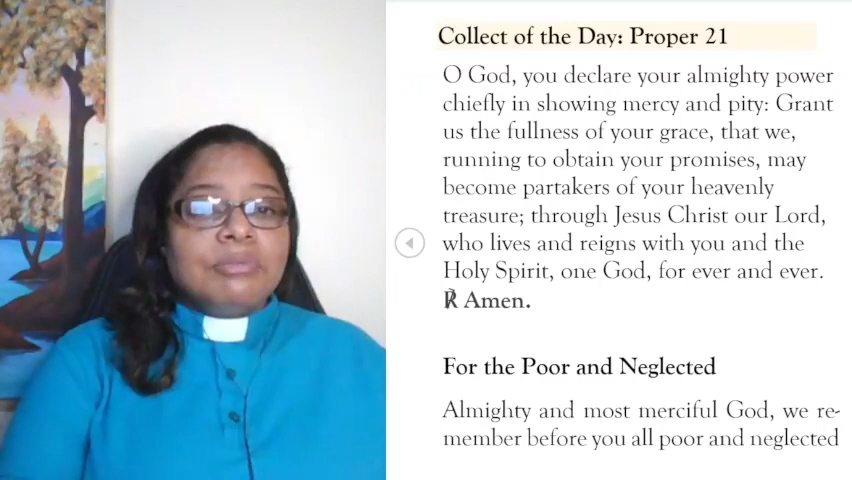 Collect of the Day: Proper 21
O God, you declare your almighty power
chiefly in showing mercy and pity: Grant
us the fullness of your grace, that we,
running to obtain your promises, may
become partakers of your heavenly
treasure; through Jesus Christ our Lord,
who lives and reigns with you and the
Holy Spirit, one God, for ever and ever.
℟ Amen.
For the Poor and Neglected
Almighty and most merciful God, we re-
member before you all poor and neglected